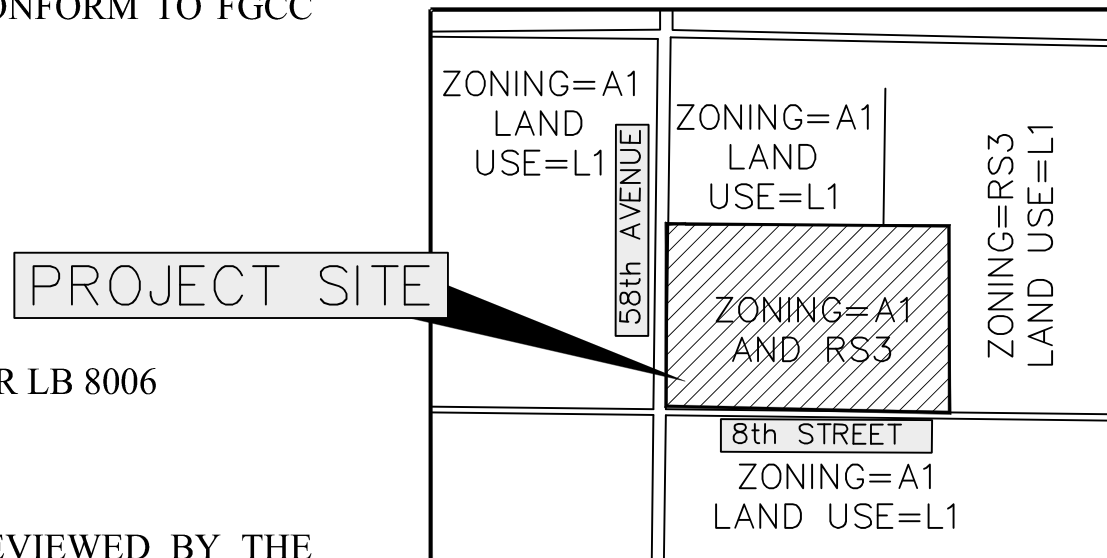 ONFORM TO FGCC
ZONING=A1
LAND
USE=L1
58th AVENUE
ZONING=A1
LAND
USE=L1
ZONING=RS3
LAND USE=L1
PROJECT SITE
ZONING=A1
AND RS3
R LB 8006
8th STREET
ZONING=A1
LAND USE=L1
EVIEWED BY THE